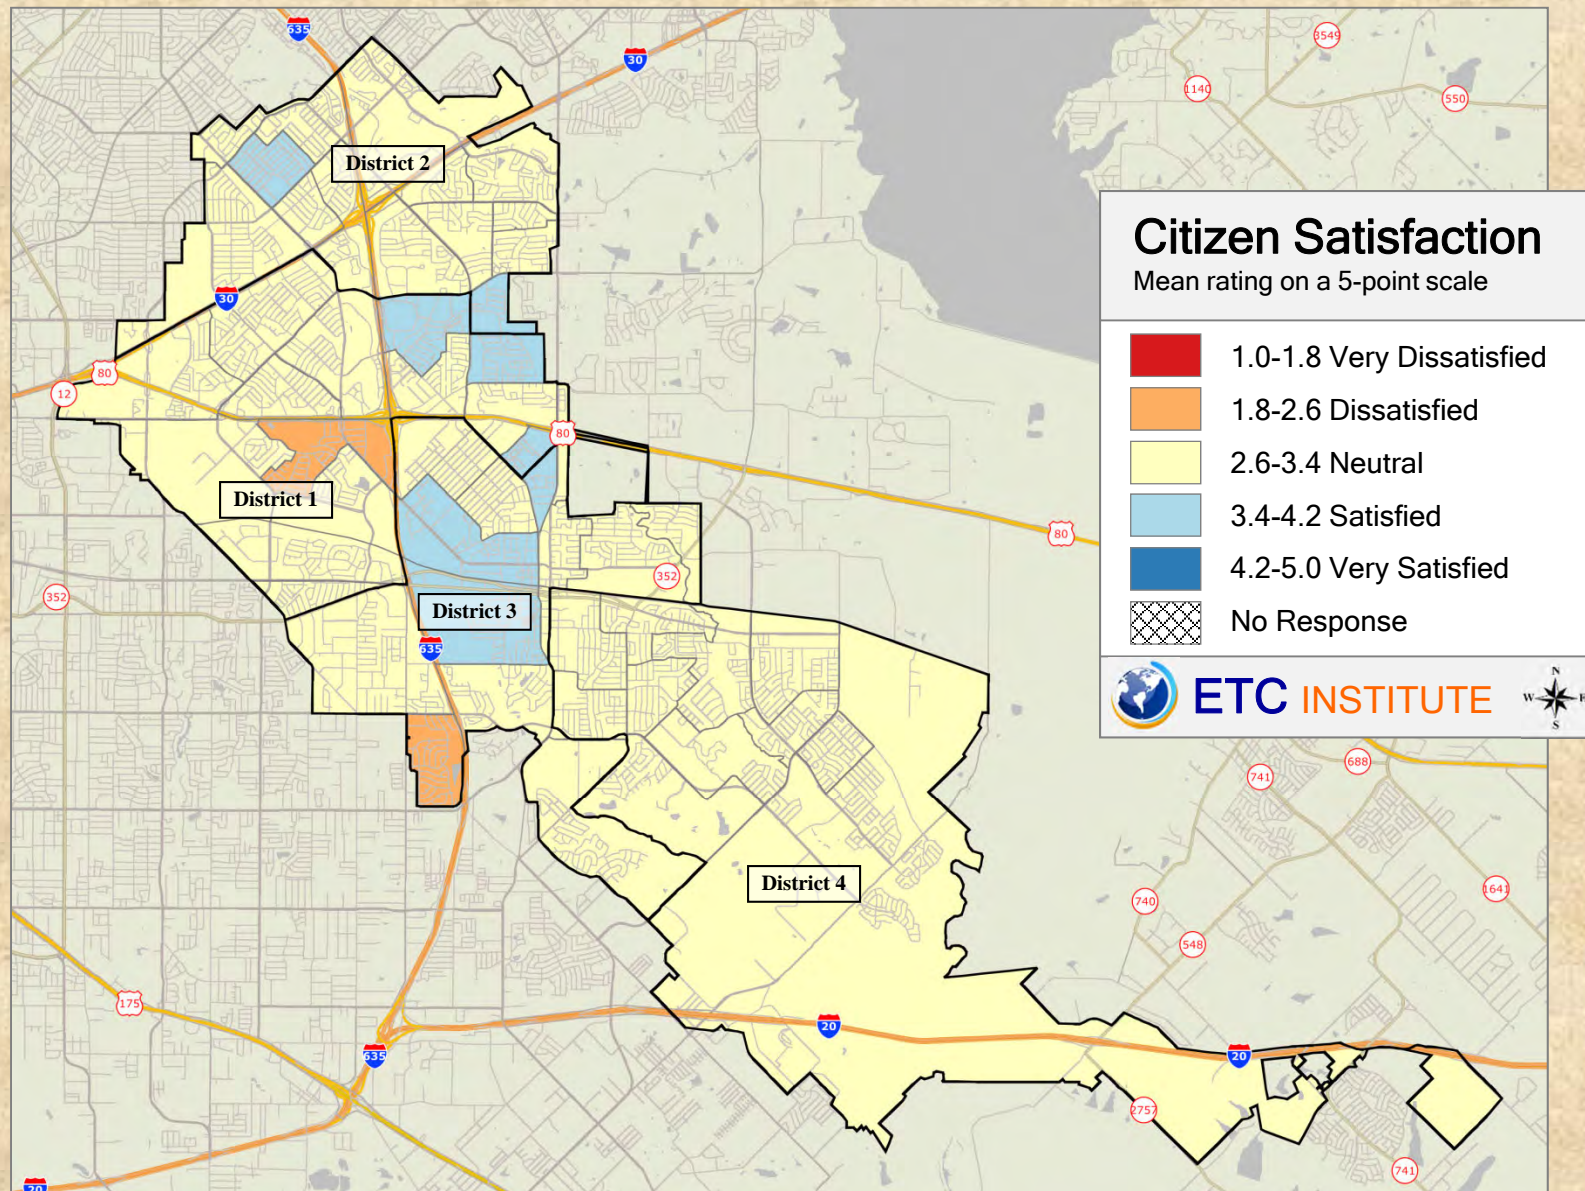 635
30
3549
1140
550
District 2
30
80
12
80
District 1
352
352
District 3
635
80
District 4
175
635
20
20
20
2757
741
740
548
1641
741
688
Citizen Satisfaction
Mean rating on a 5-point scale
1.0-1.8 Very Dissatisfied
1.8-2.6 Dissatisfied
2.6-3.4 Neutral
3.4-4.2 Satisfied
4.2-5.0 Very Satisfied
No Response
ETC INSTITUTE
N
W
E
S